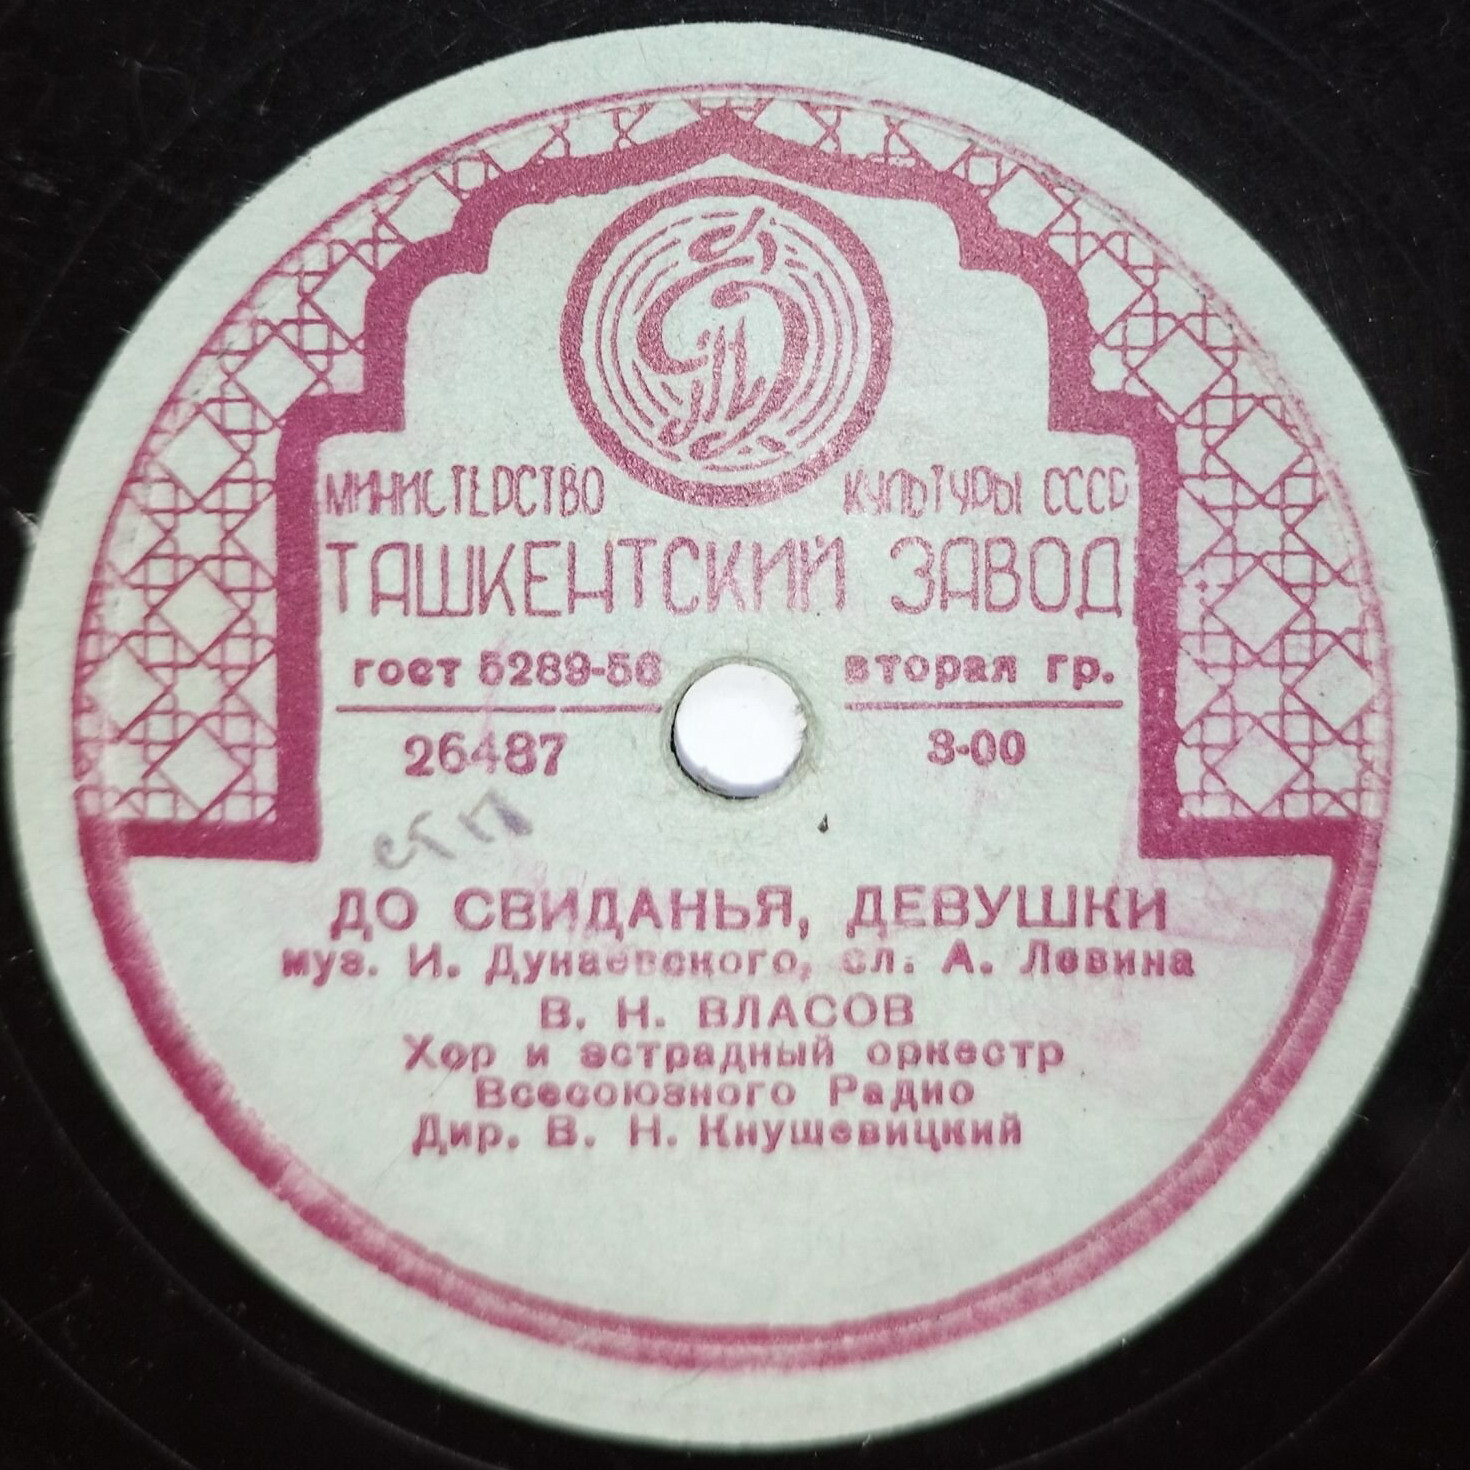 МИНИСТЕРСТВО КУЛЬТУРЫ СССР
ТАШКЕНТСКИЙ ЗАВОД
гост 5289-56 вторая гр.
26487 3-00
ДО СВИДАНЬЯ, ДЕВУШКИ
муз. И. Дунаевского, сл. А. Левина
В. Н. ВЛАСОВ
Хор и эстрадный оркестр
Всесоюзного Радио
Дир. В. Н. Кнушевицкий